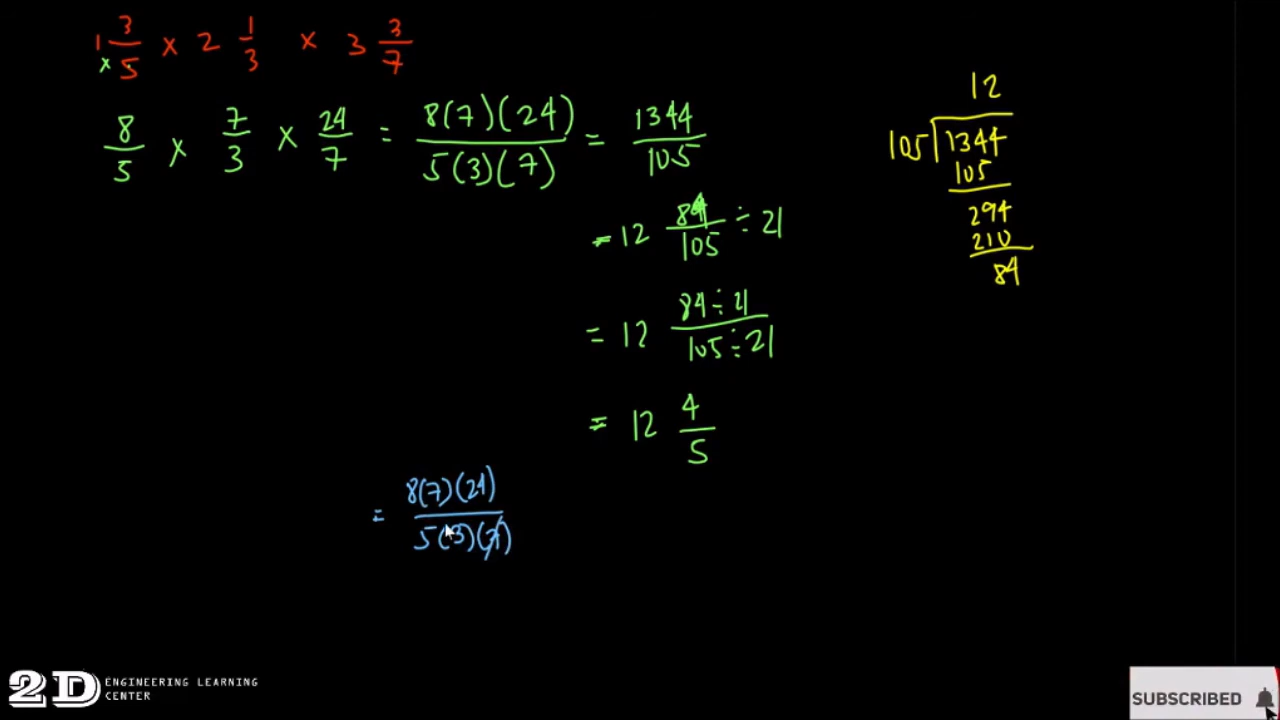 1 3/5 × 2 1/3 × 3 3/7
×
8/5 × 7/3 × 24/7 = 8(7)(24)/5(3)(7) = 1344/105
= 12 84/105 ÷ 21
= 12 84÷21/105÷21
= 12 4/5
= 8(7)(24)/5(3)(7)
12
105 1344
105
294
210
84
2D ENGINEERING LEARNING
CENTER
SUBSCRIBED